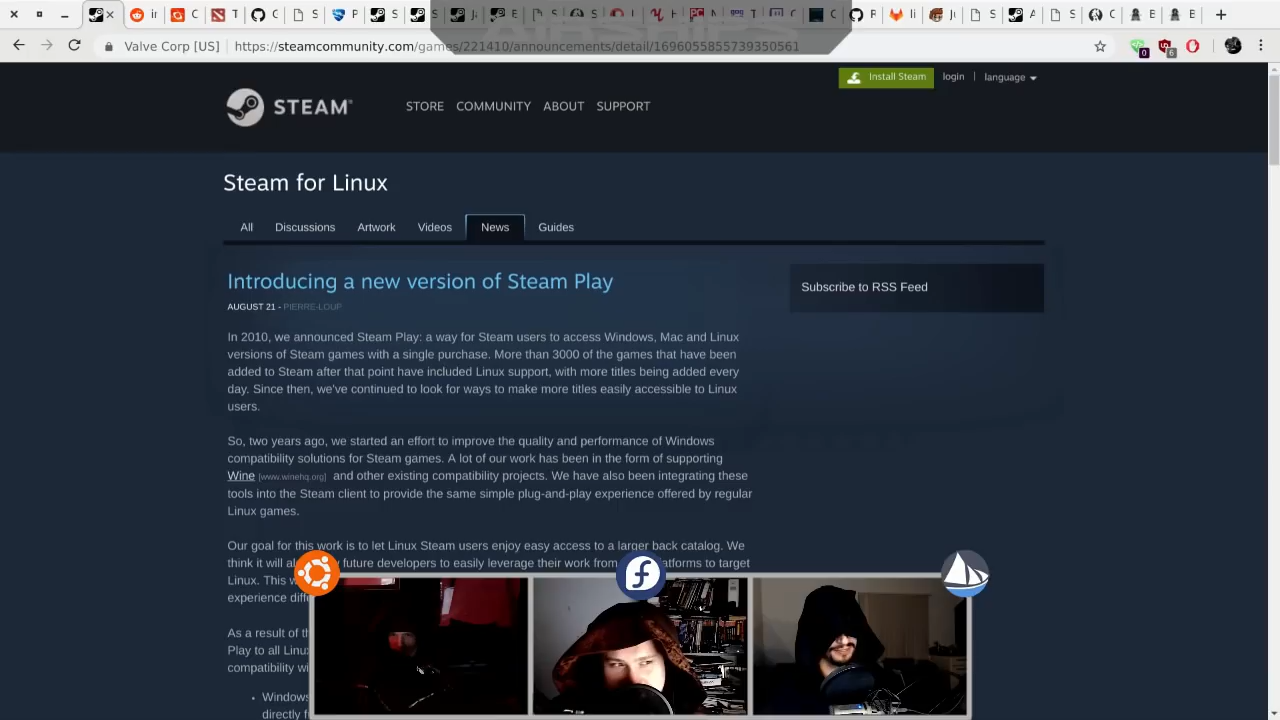 AIRSHIPS
Valve Corp [US] https://steamcommunity.com/games/221410/announcements/detail/1696055855739350561
0 6
Install Steam login | language
STEAM STORE COMMUNITY ABOUT SUPPORT
Steam for Linux
All Discussions Artwork Videos News Guides
Introducing a new version of Steam Play
AUGUST 21 - PIERRE-LOUP
Subscribe to RSS Feed
In 2010, we announced Steam Play: a way for Steam users to access Windows, Mac and Linux
versions of Steam games with a single purchase. More than 3000 of the games that have been
added to Steam after that point have included Linux support, with more titles being added every
day. Since then, we've continued to look for ways to make more titles easily accessible to Linux
users.
So, two years ago, we started an effort to improve the quality and performance of Windows
compatibility solutions for Steam games. A lot of our work has been in the form of supporting
Wine [www.winehq.org] and other existing compatibility projects. We have also been integrating these
tools into the Steam client to provide the same simple plug-and-play experience offered by regular
Linux games.
Our goal for this work is to let Linux Steam users enjoy easy access to a larger back catalog. We
think it will al future developers to easily leverage their work from atforms to target
Linux. This w
experience diffe
As a result of th
Play to all Linux
compatibility wi
• Windows
directly f